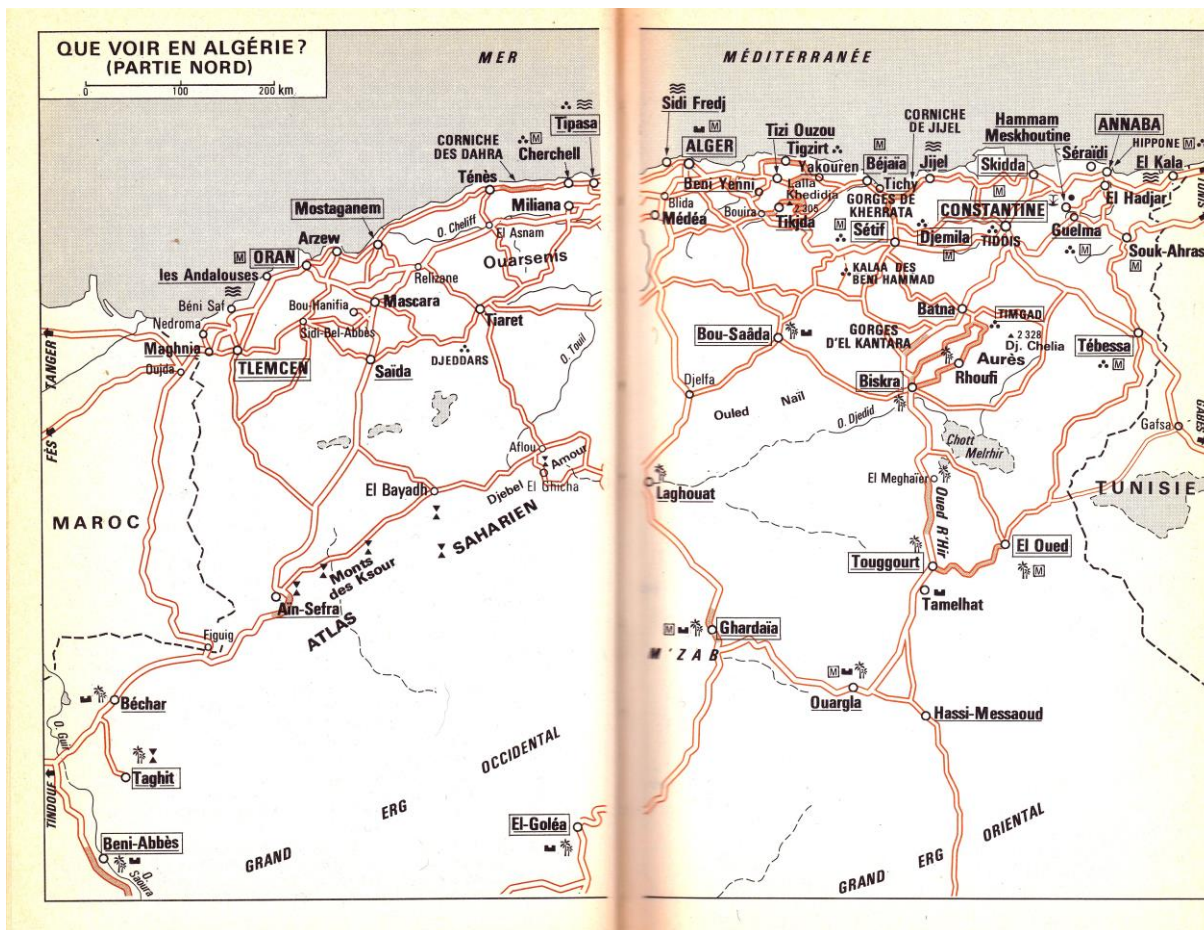 QUE VOIR EN ALGÉRIE?
(PARTIE NORD)
0 100 200 km
MER
MÉDITERRANÉE
Sidi Fredj
Tipasa
M
CORNICHE
DES DAHRA
Cherchell
Ténès
Miliana
Mostaganem
O. Cheliff
El Asnam
Ouarsenis
Arzew
M
ORAN
les Andalouses
Relizane
Béni Saf
Bou-Hanifia
Mascara
Nedroma
Sidi-Bel-Abbès
Tiaret
Maghnia
TLEMCEN
Saïda
DJEDDARS
O. Touil
Oujda
TANGER
FÈS
Aflou
Djebel Amour
El Ghicha
El Bayadh
MAROC
ATLAS SAHARIEN
Monts
des Ksour
Aïn-Sefra
Figuig
Béchar
O. Guir
Taghit
TINDOUF
Beni-Abbès
O.
Saoura
GRAND ERG OCCIDENTAL
El-Goléa
M
ALGER
Tizi Ouzou
Tigzirt
Yakouren
M
Béjaïa
CORNICHE
DE JIJEL
Jijel
Hammam
Meskhoutine
Skidda
M
Séraïdi
ANNABA
HIPPONE M
El Kala
TUNIS
El Hadjar
Beni Yenni
Lalla
Khedidja
2 305
Tichy
Blida
Médéa
Bouira
Tikjda
GORGES DE
KHERRATA
M
Sétif
Djemila
M
CONSTANTINE
TIDDIS
Guelma
M
Souk-Ahras
M
KALAA DES
BENI HAMMAD
Batna
TIMGAD
2 328
Dj. Chelia
Aurès
Bou-Saâda
GORGES
D'EL KANTARA
Rhoufi
Tébessa
M
Biskra
Djelfa
Ouled Naïl
O. Djedid
Chott
Melrhir
Gafsa
GABÈS
El Meghaïer
TUNISIE
Laghouat
Oued R'Hir
El Oued
M
Touggourt
Tamelhat
M
Ghardaïa
M'ZAB
M
Ouargla
Hassi-Messaoud
GRAND ERG ORIENTAL